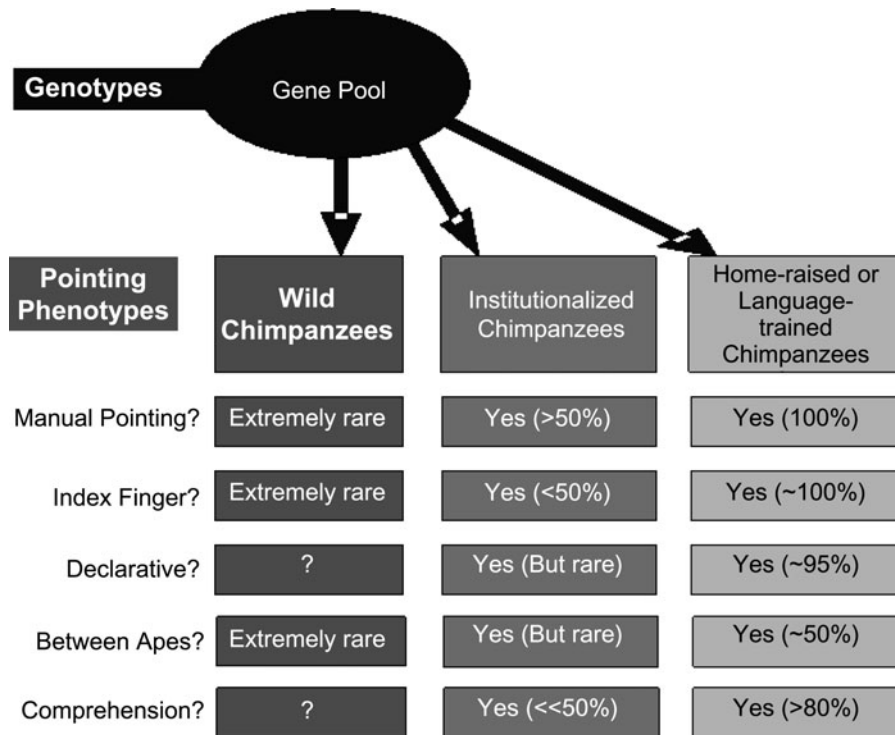 Genotypes
Gene Pool
Pointing
Phenotypes
Wild
Chimpanzees
Institutionalized
Chimpanzees
Home-raised or
Language-
trained
Chimpanzees
Manual Pointing?
Extremely rare
Yes (>50%)
Yes (100%)
Index Finger?
Extremely rare
Yes (<50%)
Yes (~100%)
Declarative?
?
Yes (But rare)
Yes (~95%)
Between Apes?
Extremely rare
Yes (But rare)
Yes (~50%)
Comprehension?
?
Yes (<<50%)
Yes (>80%)